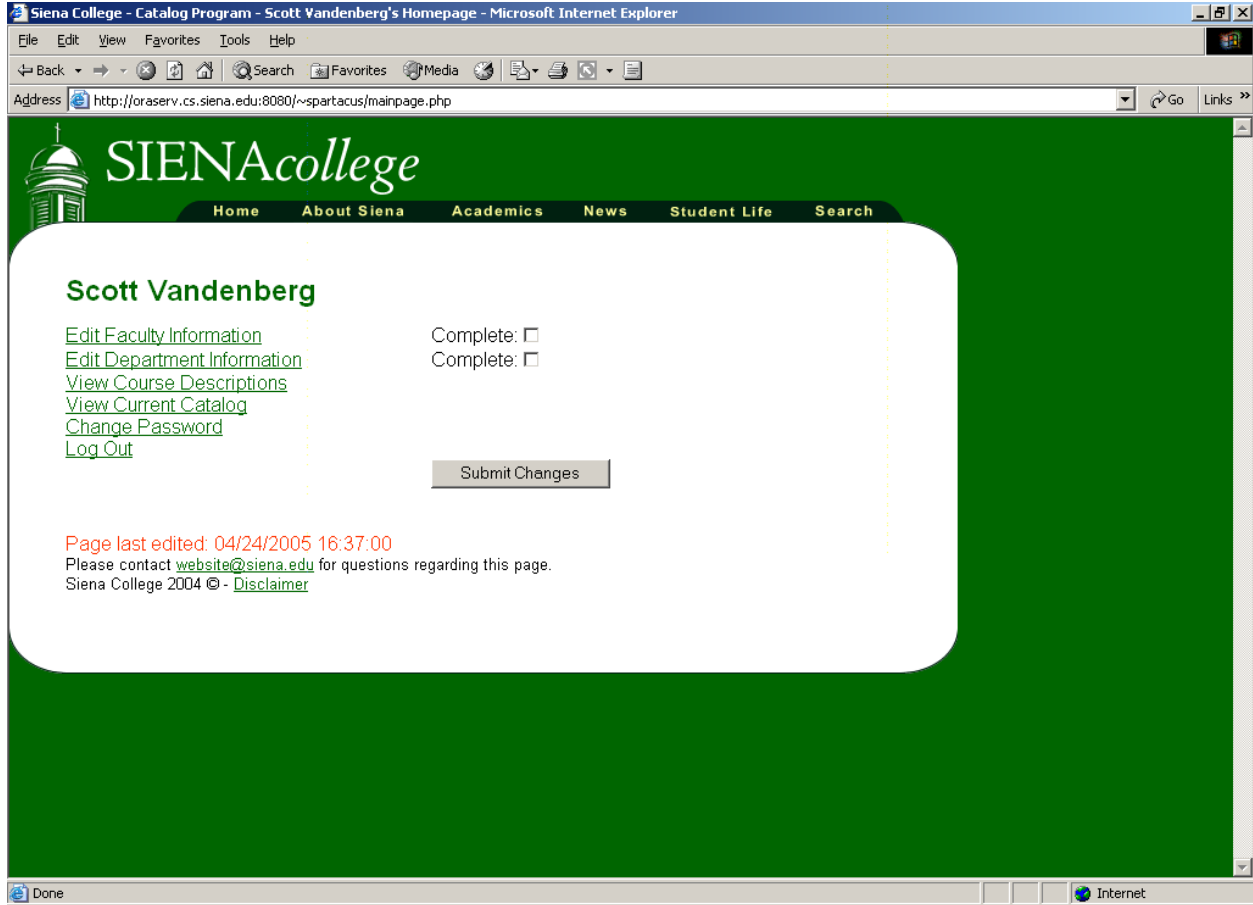 Siena College - Catalog Program - Scott Vandenberg's Homepage - Microsoft Internet Explorer
File Edit View Favorites Tools Help
Back Search Favorites Media
Address http://oraserv.cs.siena.edu:8080/~spartacus/mainpage.php Go Links »
SIENAcollege
Home About Siena Academics News Student Life Search
Scott Vandenberg
Edit Faculty Information Complete:
Edit Department Information Complete:
View Course Descriptions
View Current Catalog
Change Password
Log Out
Submit Changes
Page last edited: 04/24/2005 16:37:00
Please contact website@siena.edu for questions regarding this page.
Siena College 2004 © - Disclaimer
Done Internet